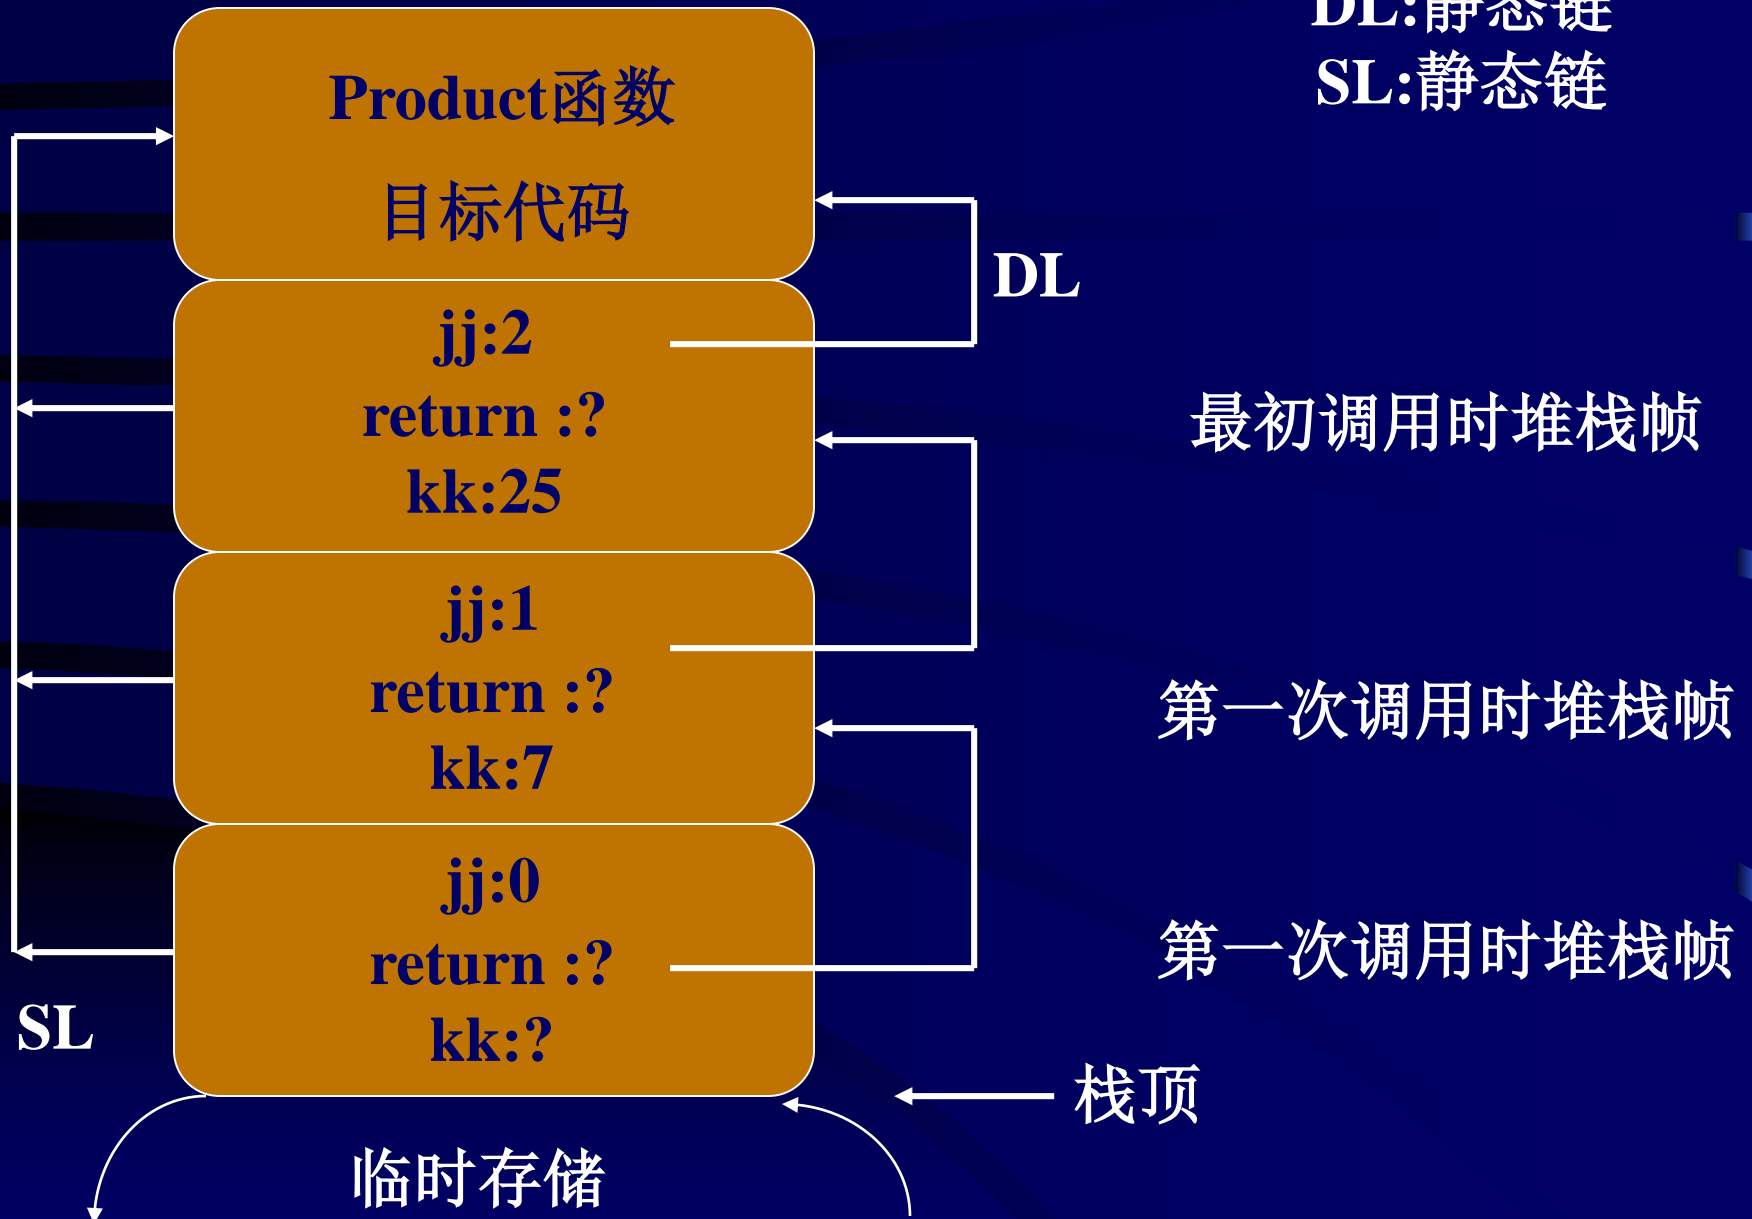 DL:静态链
SL:静态链
Product函数
目标代码
DL
jj:2
return :?
kk:25
最初调用时堆栈帧
jj:1
return :?
kk:7
第一次调用时堆栈帧
jj:0
return :?
kk:?
第一次调用时堆栈帧
SL
栈顶
临时存储